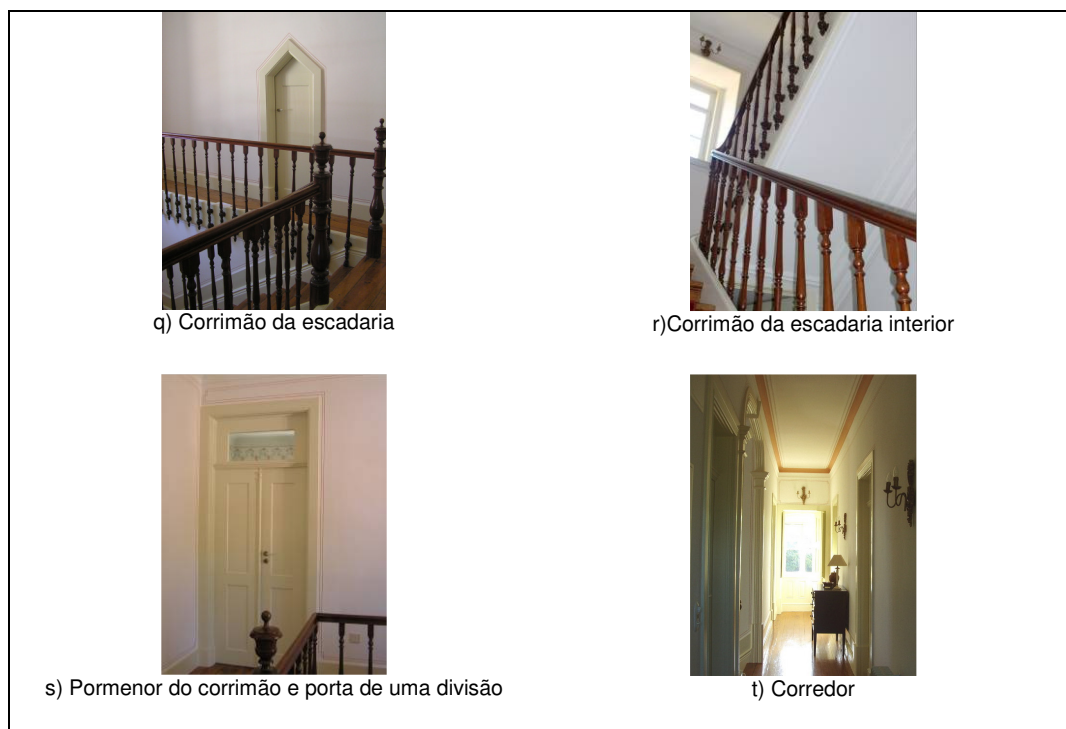 q) Corrimão da escadaria
r)Corrimão da escadaria interior
s) Pormenor do corrimão e porta de uma divisão
t) Corredor